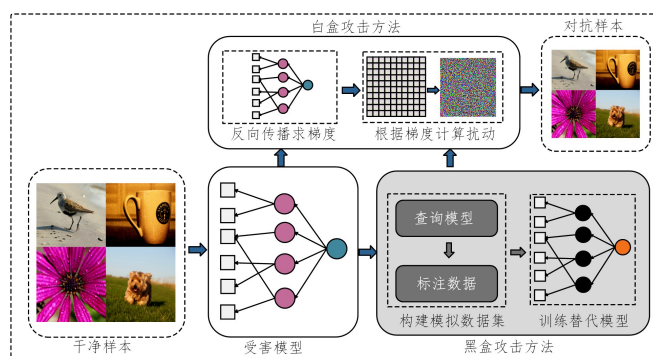 白盒攻击方法
对抗样本
反向传播求梯度
根据梯度计算扰动
查询模型
标注数据
构建模拟数据集
训练替代模型
干净样本
受害模型
黑盒攻击方法